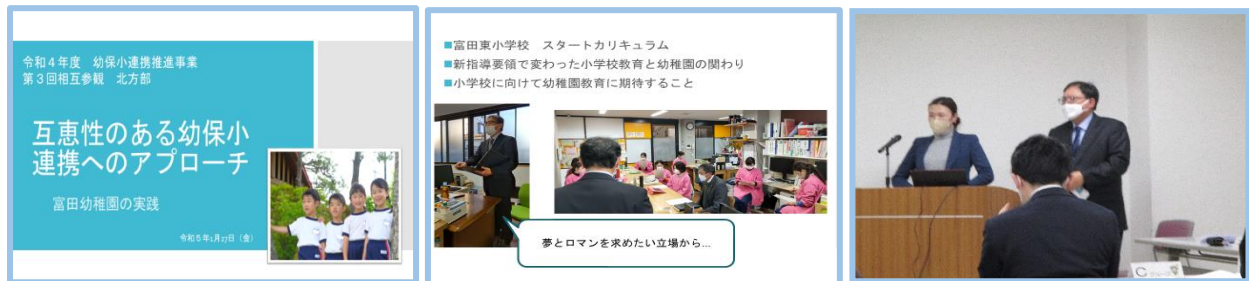 令和４年度　幼保小連携推進事業
第３回相互参観　北方部
互恵性のある幼保小
連携へのアプローチ
富田幼稚園の実践
令和５年1月27日（金）
■富田東小学校　スタートカリキュラム
■新指導要領で変わった小学校教育と幼稚園の関わり
■小学校に向けて幼稚園教育に期待すること
夢とロマンを求めたい立場から…